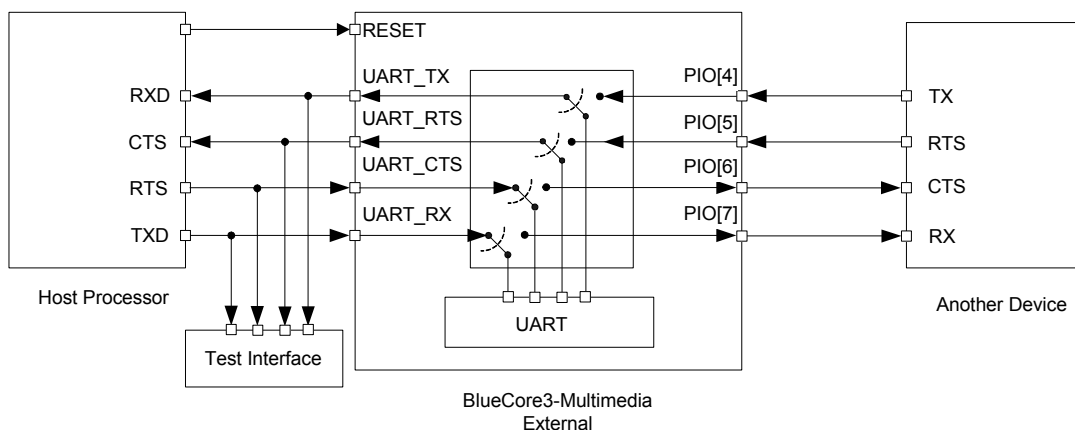 RESET
UART_TX
PIO[4]
RXD
TX
UART_RTS
PIO[5]
CTS
RTS
UART_CTS
PIO[6]
RTS
CTS
UART_RX
PIO[7]
TXD
RX
Host Processor
Another Device
UART
Test Interface
BlueCore3-Multimedia
External